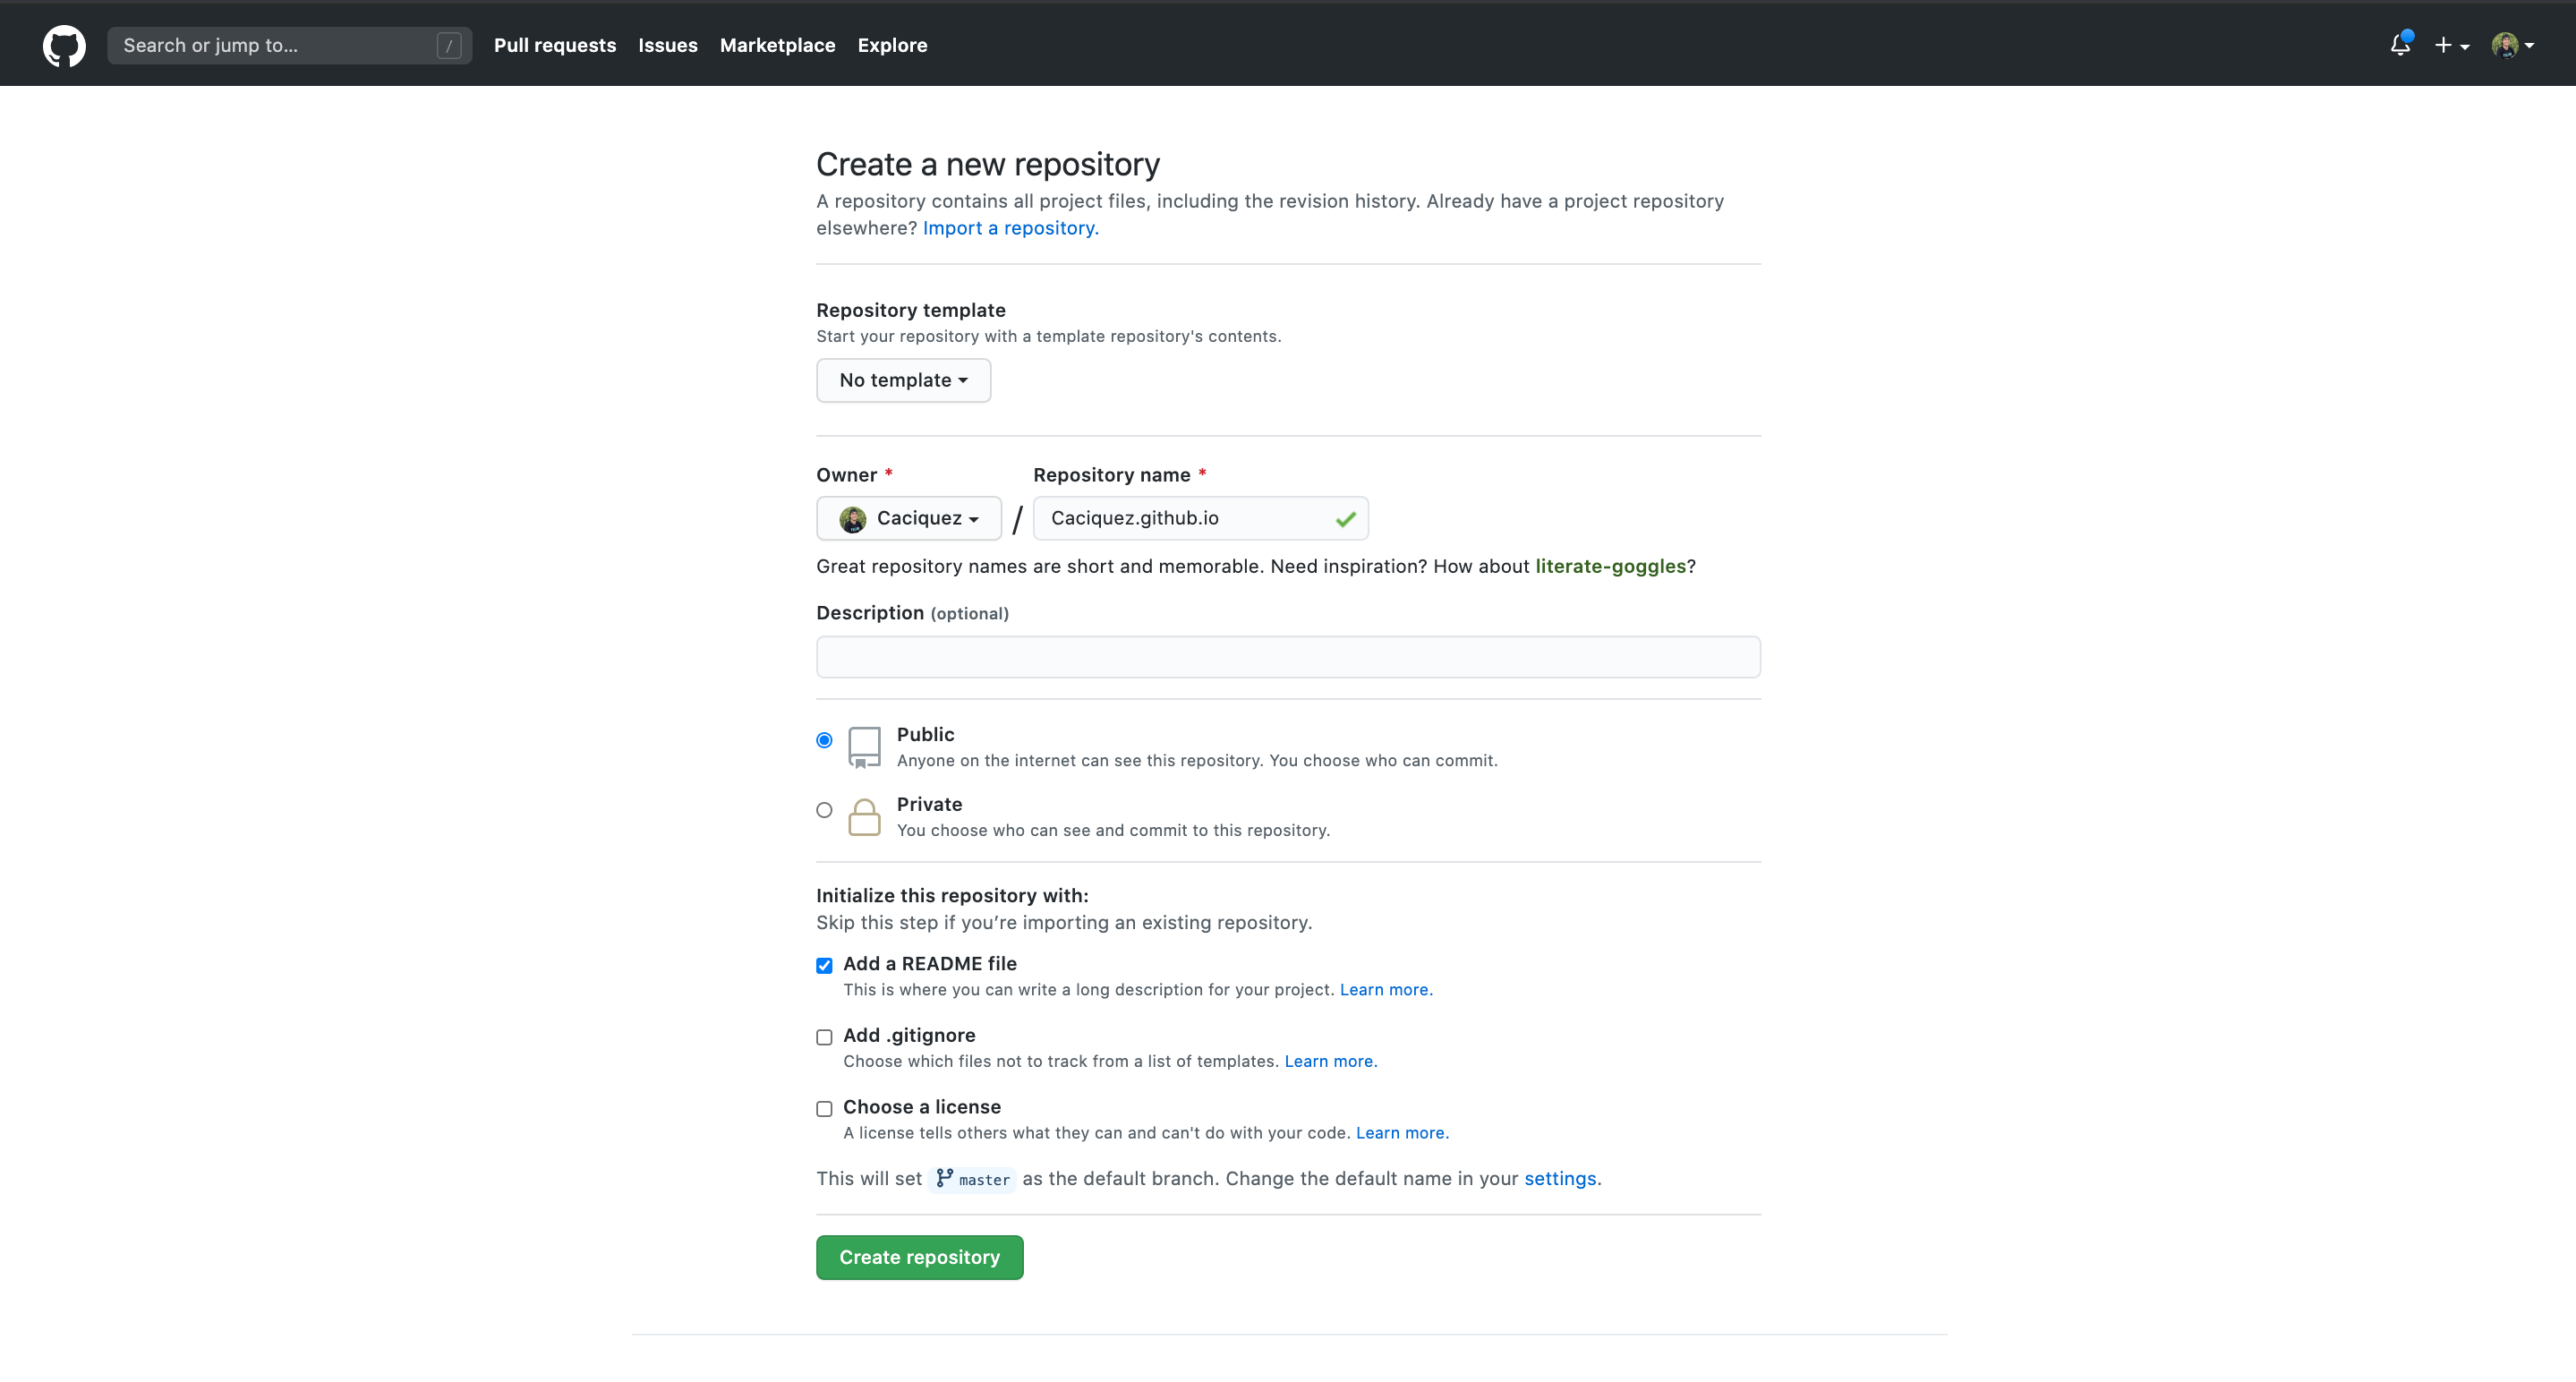 Search or jump to... /
Pull requests Issues Marketplace Explore
Create a new repository
A repository contains all project files, including the revision history. Already have a project repository
elsewhere? Import a repository.
Repository template
Start your repository with a template repository's contents.
No template
Owner * Repository name *
Caciquez / Caciquez.github.io
Great repository names are short and memorable. Need inspiration? How about literate-goggles?
Description (optional)
Public
Anyone on the internet can see this repository. You choose who can commit.
Private
You choose who can see and commit to this repository.
Initialize this repository with:
Skip this step if you’re importing an existing repository.
Add a README file
This is where you can write a long description for your project. Learn more.
Add .gitignore
Choose which files not to track from a list of templates. Learn more.
Choose a license
A license tells others what they can and can't do with your code. Learn more.
This will set master as the default branch. Change the default name in your settings.
Create repository